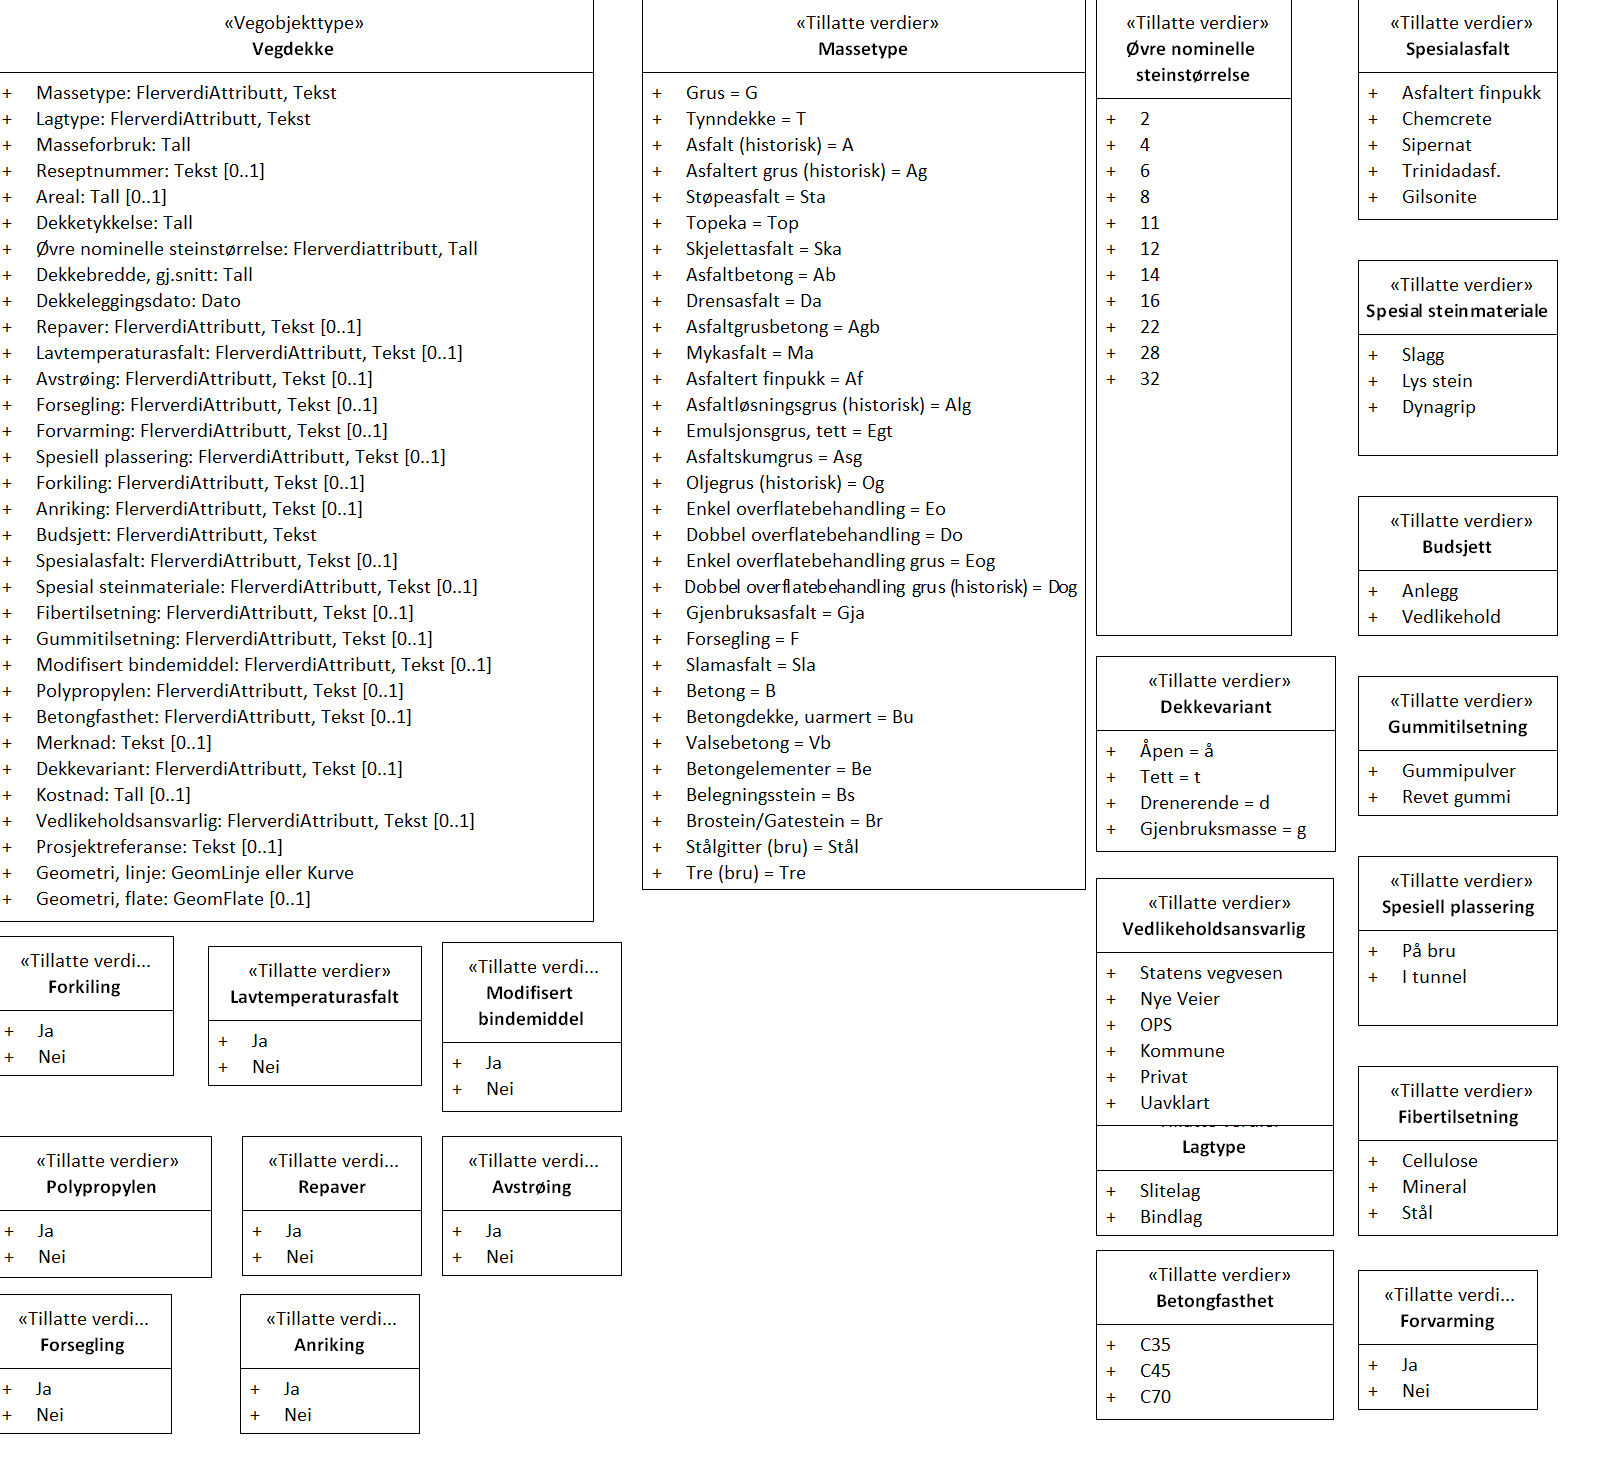 «Vegobjekttype»
Vegdekke
+ Massetype: FlerverdiAttributt, Tekst
+ Lagtype: FlerverdiAttributt, Tekst
+ Masseforbruk: Tall
+ Reseptnummer: Tekst [0..1]
+ Areal: Tall [0..1]
+ Dekketykkelse: Tall
+ Øvre nominelle steinstørrelse: Flerverdiattributt, Tall
+ Dekkebredde, gj.snitt: Tall
+ Dekkeleggingsdato: Dato
+ Repaver: FlerverdiAttributt, Tekst [0..1]
+ Lavtemperaturasfalt: FlerverdiAttributt, Tekst [0..1]
+ Avstrøing: FlerverdiAttributt, Tekst [0..1]
+ Forsegling: FlerverdiAttributt, Tekst [0..1]
+ Forvarming: FlerverdiAttributt, Tekst [0..1]
+ Spesiell plassering: FlerverdiAttributt, Tekst [0..1]
+ Forkiling: FlerverdiAttributt, Tekst [0..1]
+ Anriking: FlerverdiAttributt, Tekst [0..1]
+ Budsjett: FlerverdiAttributt, Tekst
+ Spesialasfalt: FlerverdiAttributt, Tekst [0..1]
+ Spesial steinmateriale: FlerverdiAttributt, Tekst [0..1]
+ Fibertilsetning: FlerverdiAttributt, Tekst [0..1]
+ Gummitilsetning: FlerverdiAttributt, Tekst [0..1]
+ Modifisert bindemiddel: FlerverdiAttributt, Tekst [0..1]
+ Polypropylen: FlerverdiAttributt, Tekst [0..1]
+ Betongfasthet: FlerverdiAttributt, Tekst [0..1]
+ Merknad: Tekst [0..1]
+ Dekkevariant: FlerverdiAttributt, Tekst [0..1]
+ Kostnad: Tall [0..1]
+ Vedlikeholdsansvarlig: FlerverdiAttributt, Tekst [0..1]
+ Prosjektreferanse: Tekst [0..1]
+ Geometri, linje: GeomLinje eller Kurve
+ Geometri, flate: GeomFlate [0..1]
«Tillatte verdier»
Massetype
+ Grus = G
+ Tynndekke = T
+ Asfalt (historisk) = A
+ Asfaltert grus (historisk) = Ag
+ Støpeasfalt = Sta
+ Topeka = Top
+ Skjelettasfalt = Ska
+ Asfaltbetong = Ab
+ Drensasfalt = Da
+ Asfaltgrusbetong = Agb
+ Mykasfalt = Ma
+ Asfaltert finpukk = Af
+ Asfaltløsningsgrus (historisk) = Alg
+ Emulsjonsgrus, tett = Egt
+ Asfaltskumgrus = Asg
+ Oljegrus (historisk) = Og
+ Enkel overflatebehandling = Eo
+ Dobbel overflatebehandling = Do
+ Enkel overflatebehandling grus = Eog
+ Dobbel overflatebehandling grus (historisk) = Dog
+ Gjenbruksasfalt = Gja
+ Forsegling = F
+ Slamasfalt = Sla
+ Betong = B
+ Betongdekke, uarmert = Bu
+ Valsebetong = Vb
+ Betongelementer = Be
+ Belegningsstein = Bs
+ Brostein/Gatestein = Br
+ Stålgitter (bru) = Stål
+ Tre (bru) = Tre
«Tillatte verdier»
Øvre nominelle
steinstørrelse
+ 2
+ 4
+ 6
+ 8
+ 11
+ 12
+ 14
+ 16
+ 22
+ 28
+ 32
«Tillatte verdier»
Spesialasfalt
+ Asfaltert finpukk
+ Chemcrete
+ Sipernat
+ Trinidadasf.
+ Gilsonite
«Tillatte verdier»
Spesial steinmateriale
+ Slagg
+ Lys stein
+ Dynagrip
«Tillatte verdier»
Budsjett
+ Anlegg
+ Vedlikehold
«Tillatte verdier»
Dekkevariant
+ Åpen = å
+ Tett = t
+ Drenerende = d
+ Gjenbruksmasse = g
«Tillatte verdier»
Gummitilsetning
+ Gummipulver
+ Revet gummi
«Tillatte verdier»
Vedlikeholdsansvarlig
+ Statens vegvesen
+ Nye Veier
+ OPS
+ Kommune
+ Privat
+ Uavklart
Lagtype
+ Slitelag
+ Bindlag
«Tillatte verdier»
Spesiell plassering
+ På bru
+ I tunnel
«Tillatte verdier»
Fibertilsetning
+ Cellulose
+ Mineral
+ Stål
«Tillatte verdier»
Betongfasthet
+ C35
+ C45
+ C70
«Tillatte verdi...
Forvarming
+ Ja
+ Nei
«Tillatte verdi...
Forkiling
+ Ja
+ Nei
«Tillatte verdier»
Lavtemperaturasfalt
+ Ja
+ Nei
«Tillatte verdi...
Modifisert
bindemiddel
+ Ja
+ Nei
«Tillatte verdier»
Polypropylen
+ Ja
+ Nei
«Tillatte verdi...
Repaver
+ Ja
+ Nei
«Tillatte verdi...
Avstrøing
+ Ja
+ Nei
«Tillatte verdi...
Forsegling
+ Ja
+ Nei
«Tillatte verdi...
Anriking
+ Ja
+ Nei